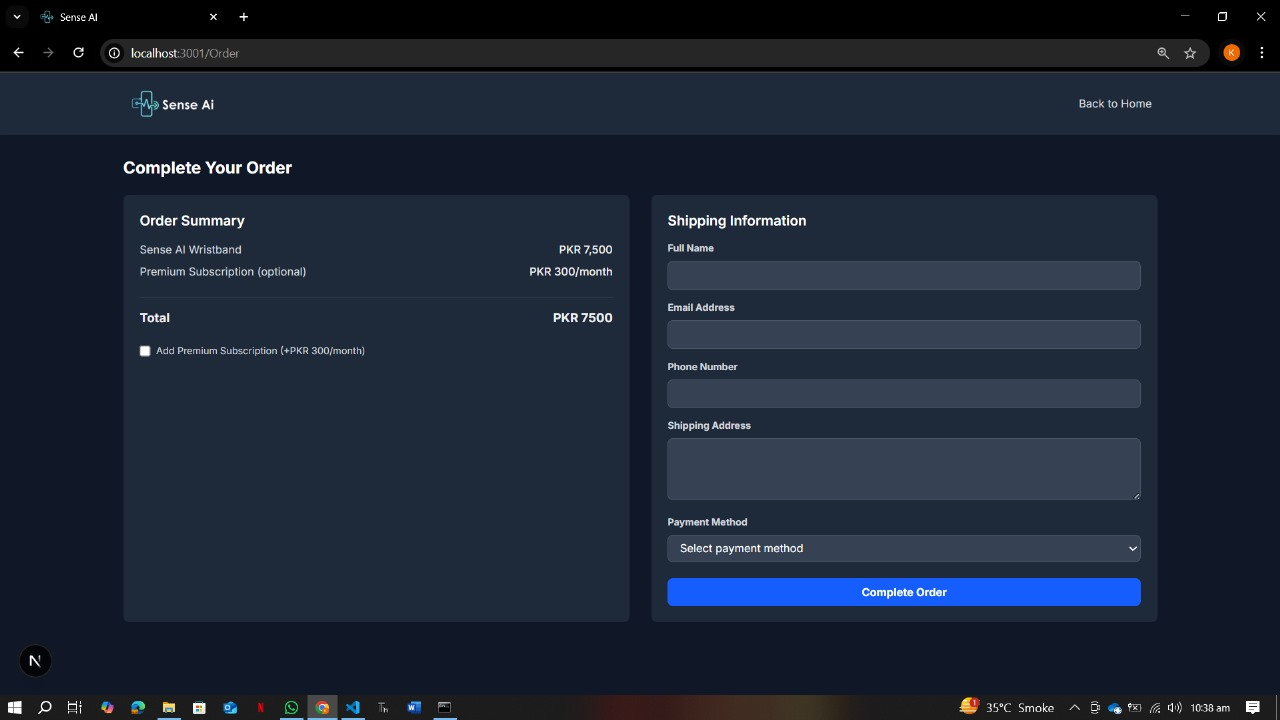 Sense AI
localhost:3001/Order
K
Sense Ai
Back to Home
Complete Your Order
Order Summary
Sense AI Wristband PKR 7,500
Premium Subscription (optional) PKR 300/month
Total PKR 7500
Add Premium Subscription (+PKR 300/month)
Shipping Information
Full Name
Email Address
Phone Number
Shipping Address
Payment Method
Select payment method
Complete Order
N
35°C Smoke
10:38 am